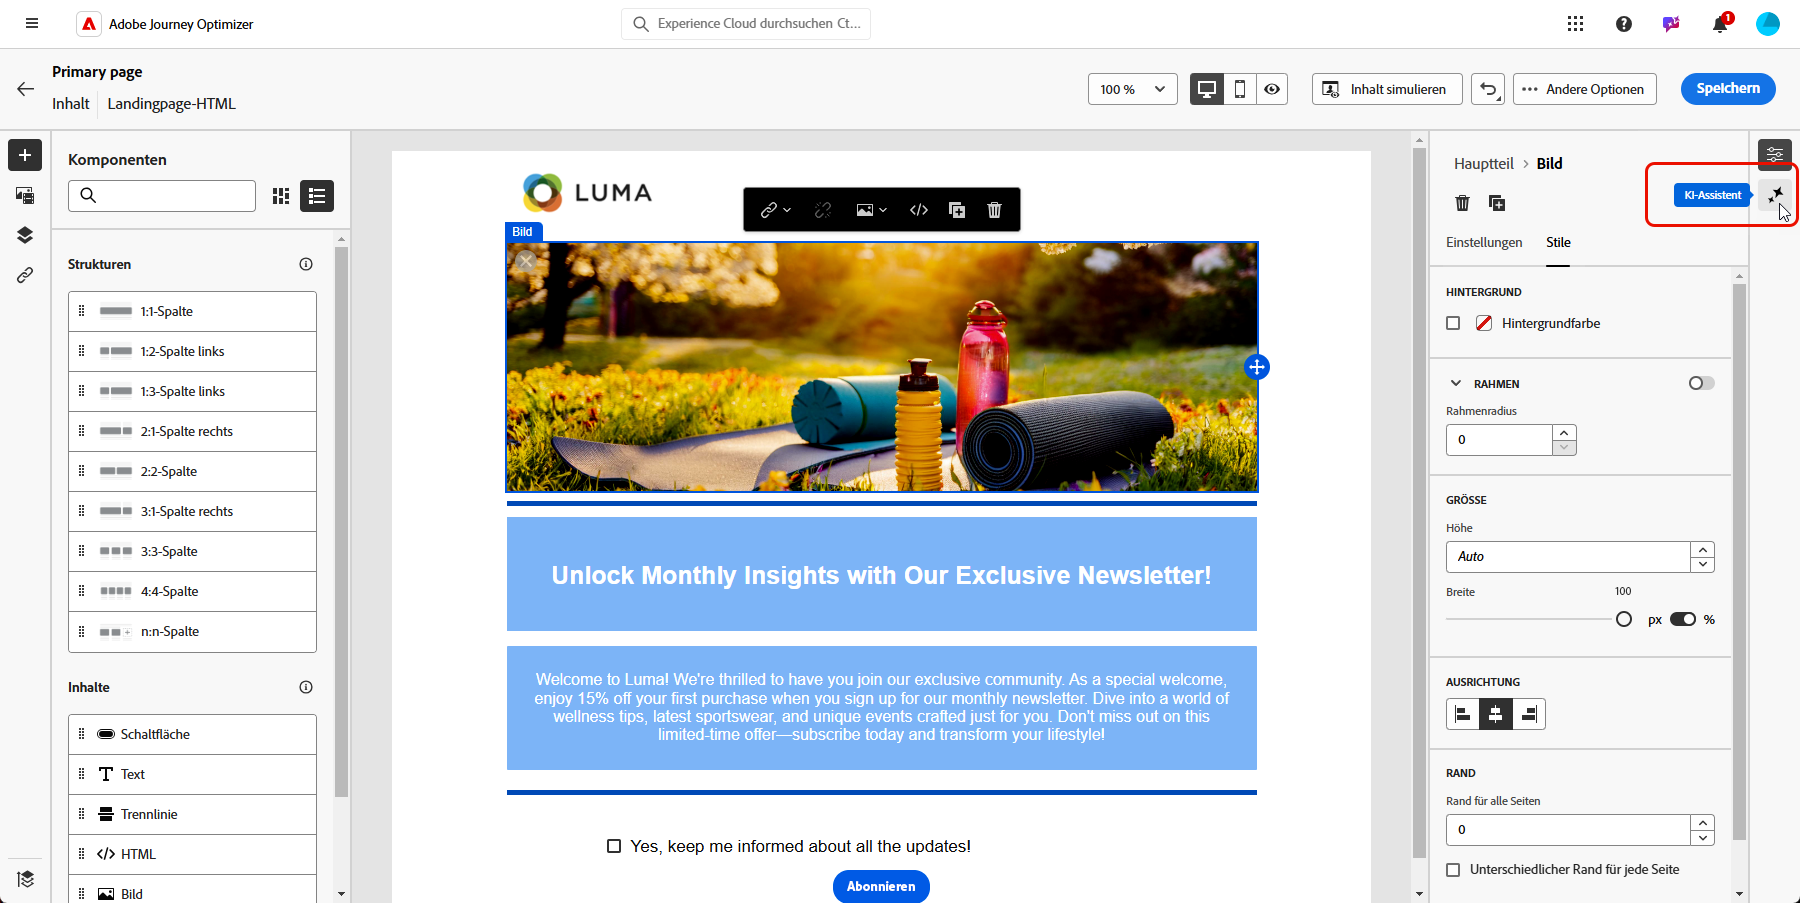 Adobe Journey Optimizer
Experience Cloud durchsuchen Ct...
1
Primary page
Inhalt
Landingpage-HTML
100 %
Inhalt simulieren
Andere Optionen
Speichern
Komponenten
Strukturen
1:1-Spalte
1:2-Spalte links
1:3-Spalte links
2:1-Spalte rechts
2:2-Spalte
3:1-Spalte rechts
3:3-Spalte
4:4-Spalte
n:n-Spalte
Inhalte
Schaltfläche
Text
Trennlinie
HTML
Bild
LUMA
Bild
Unlock Monthly Insights with Our Exclusive Newsletter!
Welcome to Luma! We're thrilled to have you join our exclusive community. As a special welcome,
enjoy 15% off your first purchase when you sign up for our monthly newsletter. Dive into a world of
wellness tips, latest sportswear, and unique events crafted just for you. Don't miss out on this
limited-time offer—subscribe today and transform your lifestyle!
Yes, keep me informed about all the updates!
Abonnieren
Hauptteil > Bild
KI-Assistent
Einstellungen
Stile
HINTERGRUND
Hintergrundfarbe
RAHMEN
Rahmenradius
0
GRÖSSE
Höhe
Auto
Breite
100
px
%
AUSRICHTUNG
RAND
Rand für alle Seiten
0
Unterschiedlicher Rand für jede Seite